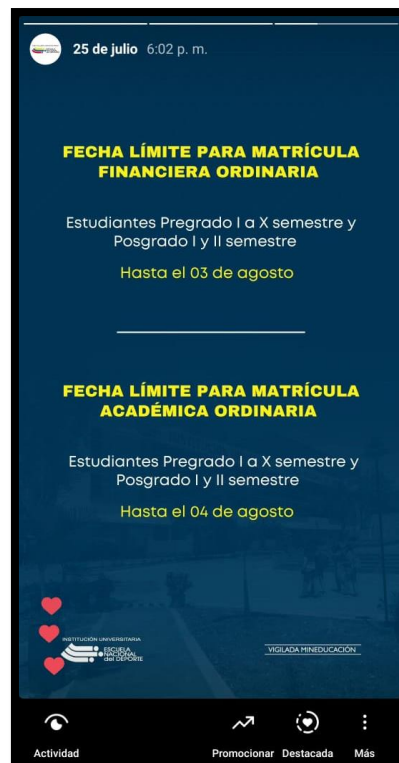 25 de julio 6:02 p. m.
FECHA LÍMITE PARA MATRÍCULA
FINANCIERA ORDINARIA
Estudiantes Pregrado I a X semestre y
Posgrado I y II semestre
Hasta el 03 de agosto
FECHA LÍMITE PARA MATRÍCULA
ACADÉMICA ORDINARIA
Estudiantes Pregrado I a X semestre y
Posgrado I y II semestre
Hasta el 04 de agosto
INSTITUCIÓN UNIVERSITARIA
ESCUELA
NACIONAL
del DEPORTE
VIGILADA MINEDUCACIÓN
Actividad
Promocionar Destacada Más